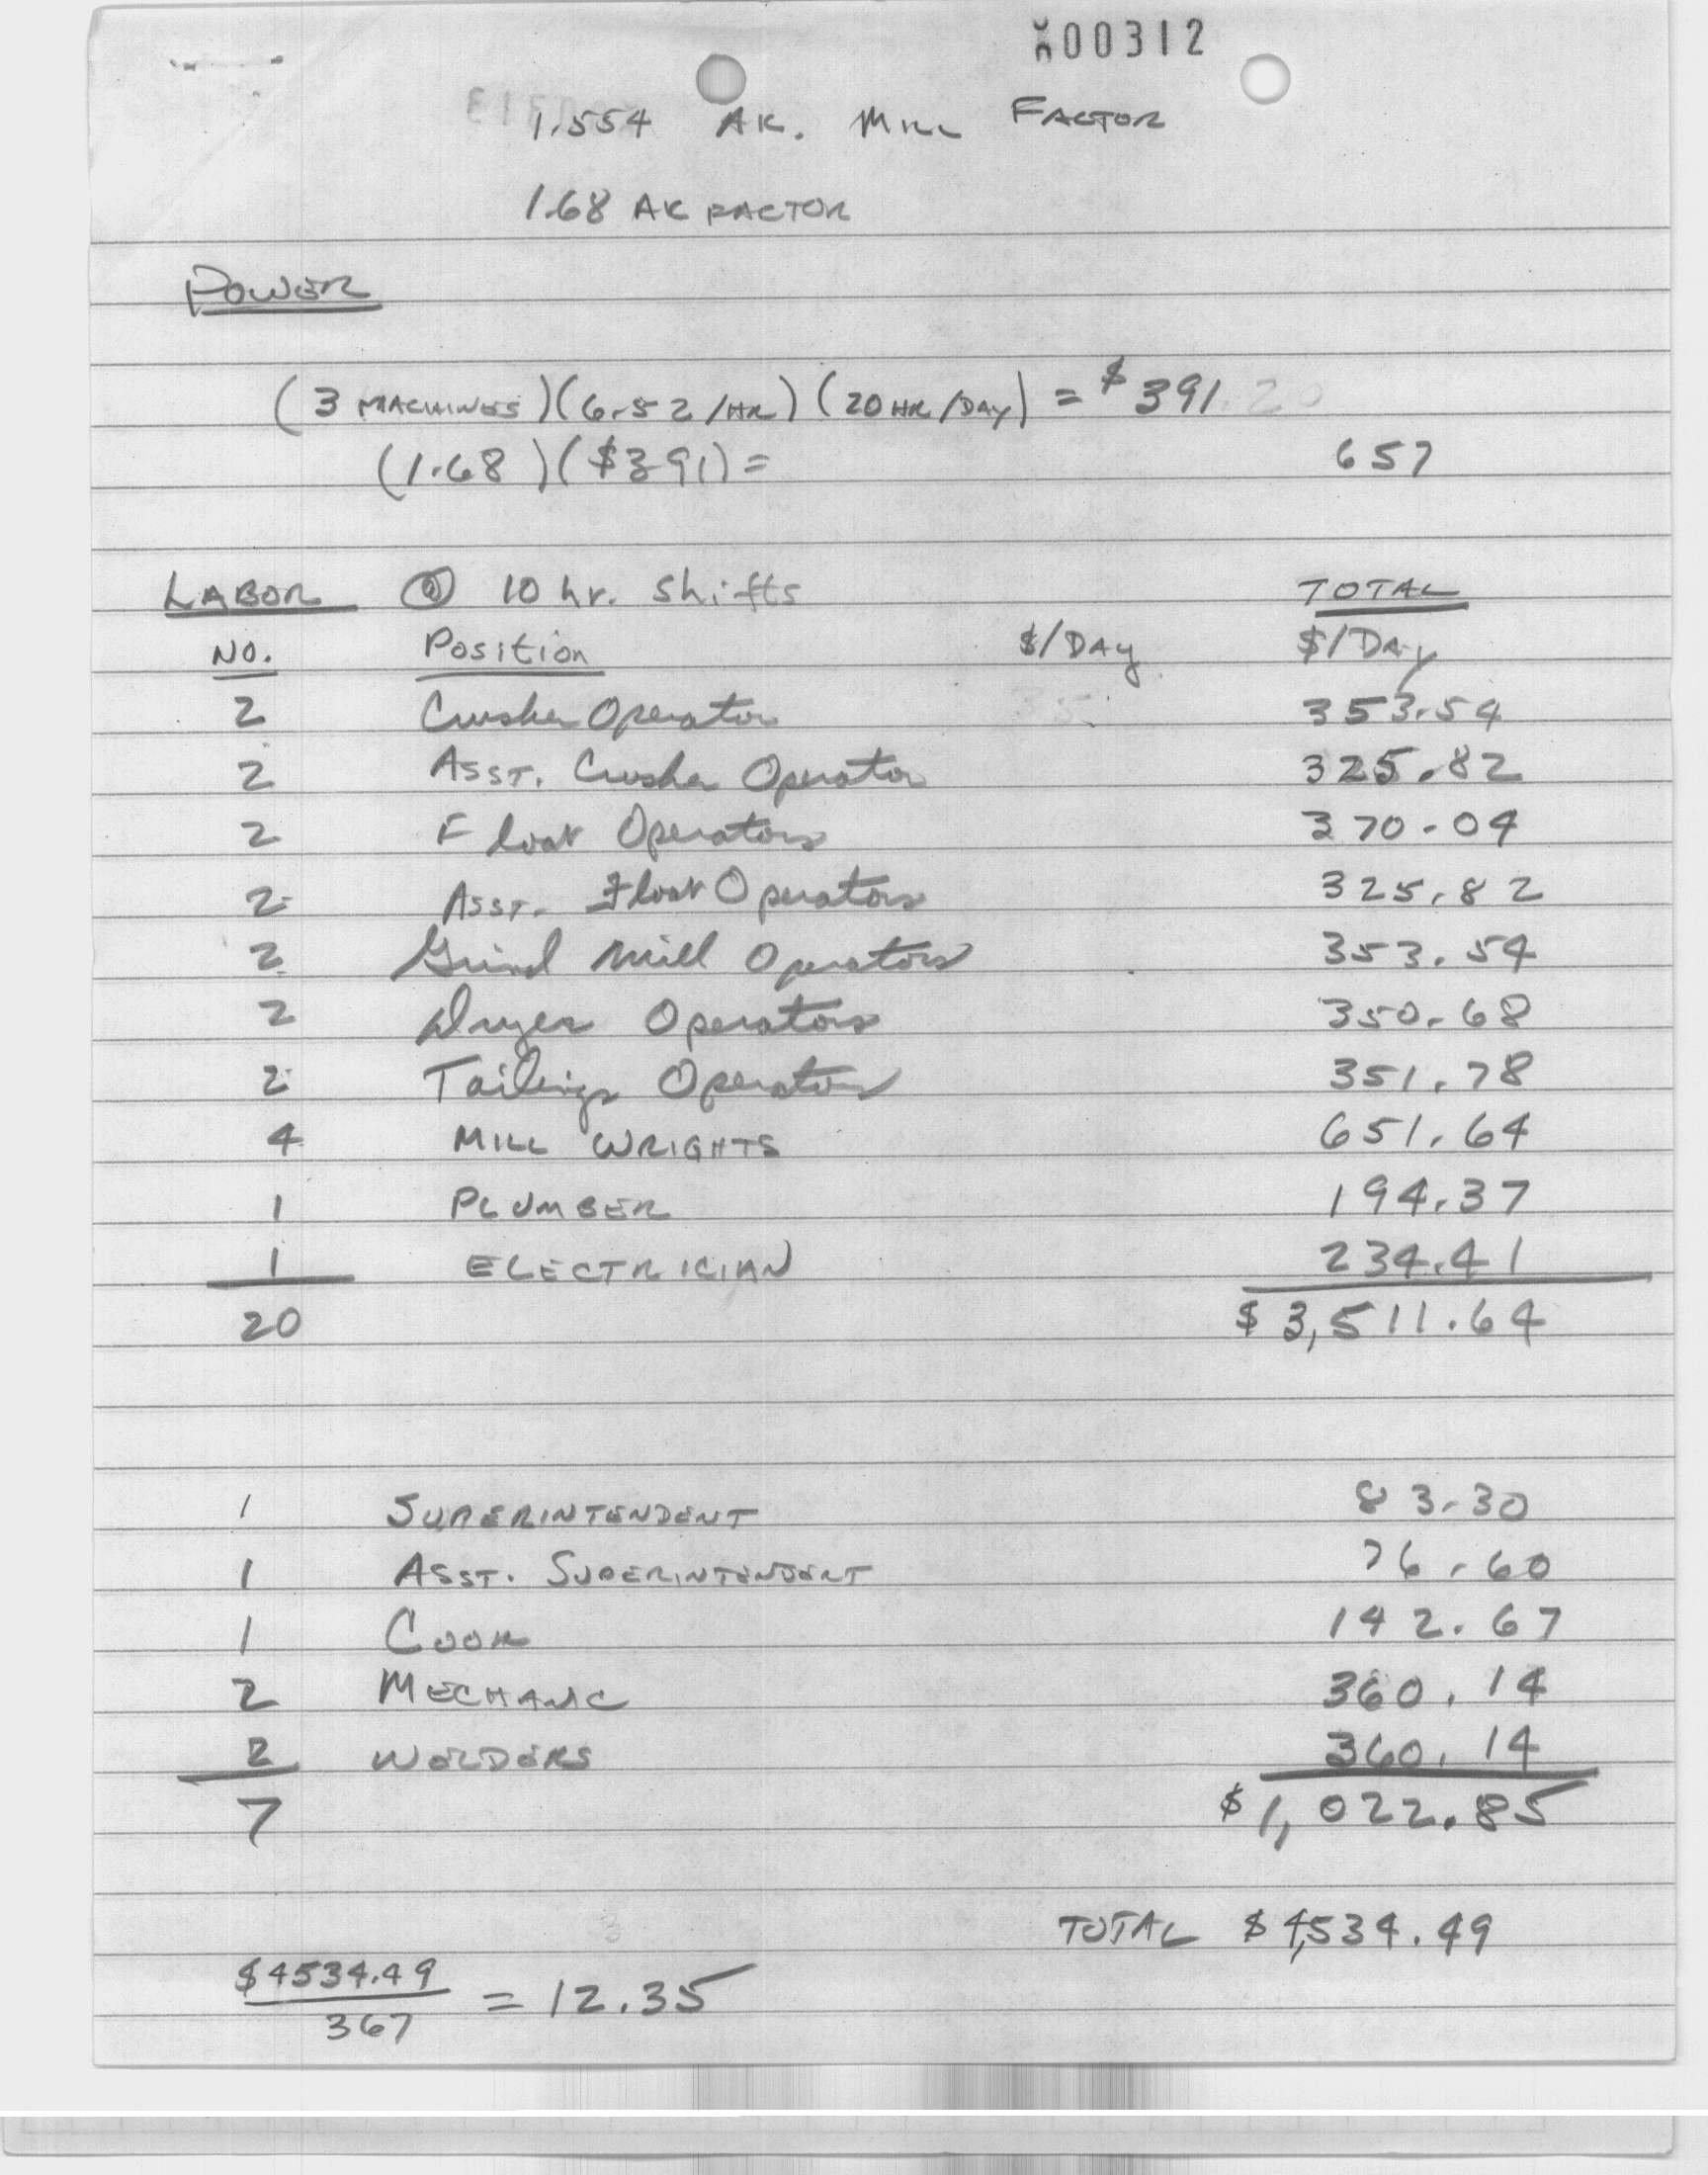 00312
1.554 AK. MILL FACTOR
1.68 AK FACTOR
POWER
(3 MACHINES)(6.52/HR)(20 HR/DAY) = $391.20
(1.68)($391) = 657
LABOR @ 10 hr. shifts TOTAL
NO. Position $/DAY $/DAY
2 Crusher Operator 353.54
2 ASST. Crusher Operator 325.82
2 Float Operators 370.04
2 ASST. Float Operators 325.82
2 Grind Mill Operators 353.54
2 Dryer Operators 350.68
2 Tailings Operators 351.78
4 MILL WRIGHTS 651.64
1 PLUMBER 194.37
1 ELECTRICIAN 234.41
20 $3,511.64
1 SUPERINTENDENT 83.30
1 ASST. SUPERINTENDENT 76.60
1 COOK 142.67
2 MECHANIC 360.14
2 WELDERS 360.14
7 $1,022.85
TOTAL $4,534.49
$4534.49
= 12.35
367